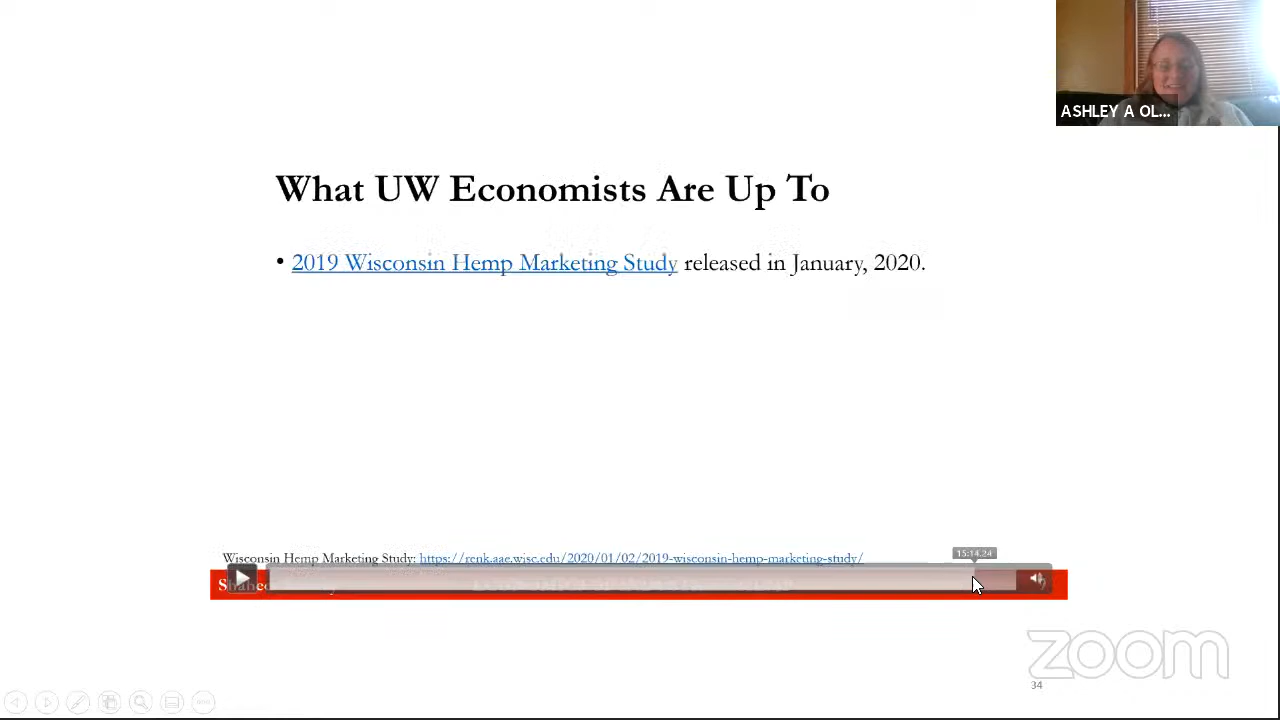 ASHLEY A OL...
What UW Economists Are Up To
• 2019 Wisconsin Hemp Marketing Study released in January, 2020.
Wisconsin Hemp Marketing Study: https://renk.aae.wisc.edu/2020/01/02/2019-wisconsin-hemp-marketing-study/
15:14.24
zoom
34